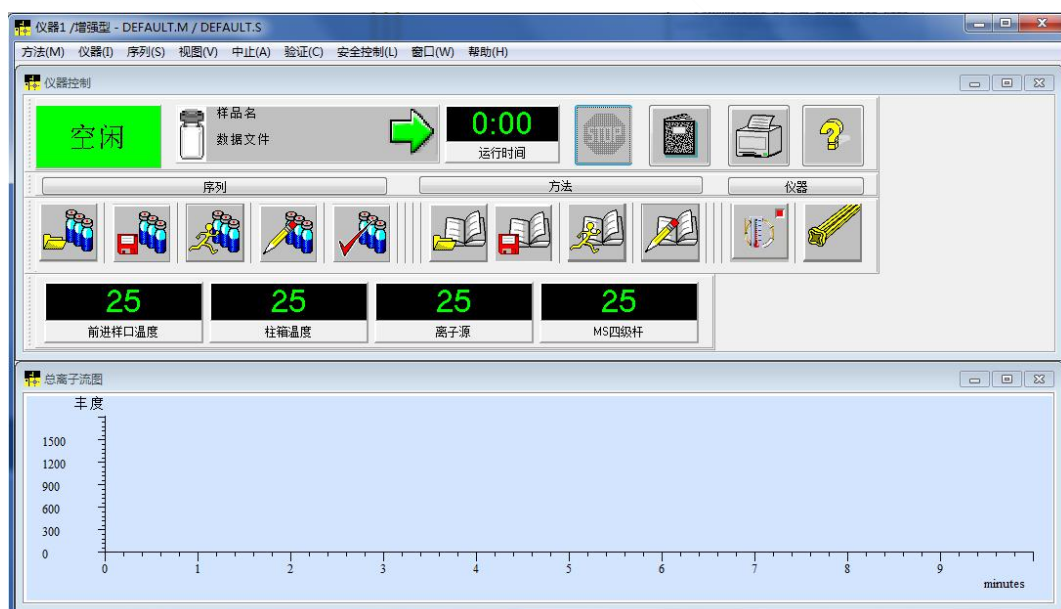 仪器1 /增强型 - DEFAULT.M / DEFAULT.S
方法(M) 仪器(I) 序列(S) 视图(V) 中止(A) 验证(C) 安全控制(L) 窗口(W) 帮助(H)
仪器控制
空闲
样品名
数据文件
0:00
运行时间
STOP
序列
方法
仪器
25
前进样口温度
25
柱箱温度
25
离子源
25
MS四级杆
总离子流图
丰度
1500
1200
900
600
300
0
0 1 2 3 4 5 6 7 8 9
minutes